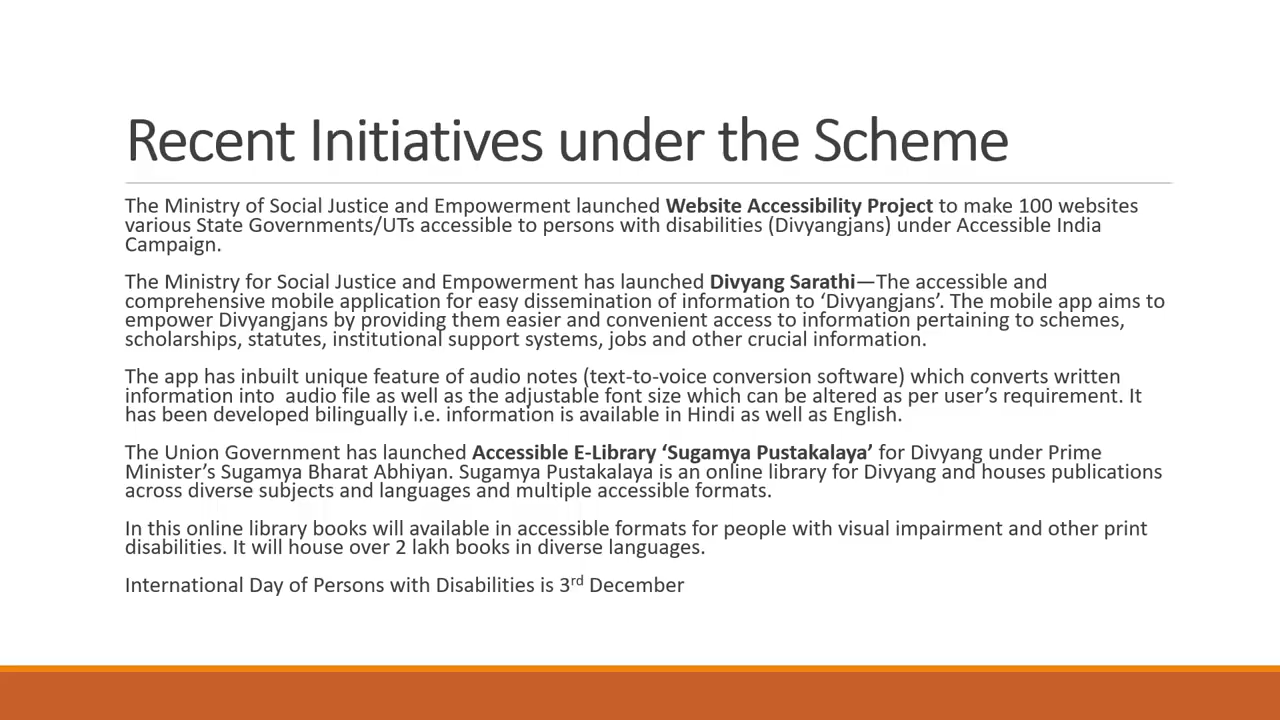 Recent Initiatives under the Scheme
The Ministry of Social Justice and Empowerment launched Website Accessibility Project to make 100 websites
various State Governments/UTs accessible to persons with disabilities (Divyangjans) under Accessible India
Campaign.
The Ministry for Social Justice and Empowerment has launched Divyang Sarathi—The accessible and
comprehensive mobile application for easy dissemination of information to ‘Divyangjans’. The mobile app aims to
empower Divyangjans by providing them easier and convenient access to information pertaining to schemes,
scholarships, statutes, institutional support systems, jobs and other crucial information.
The app has inbuilt unique feature of audio notes (text-to-voice conversion software) which converts written
information into  audio file as well as the adjustable font size which can be altered as per user’s requirement. It
has been developed bilingually i.e. information is available in Hindi as well as English.
The Union Government has launched Accessible E-Library ‘Sugamya Pustakalaya’ for Divyang under Prime
Minister’s Sugamya Bharat Abhiyan. Sugamya Pustakalaya is an online library for Divyang and houses publications
across diverse subjects and languages and multiple accessible formats.
In this online library books will available in accessible formats for people with visual impairment and other print
disabilities. It will house over 2 lakh books in diverse languages.
International Day of Persons with Disabilities is 3rd December